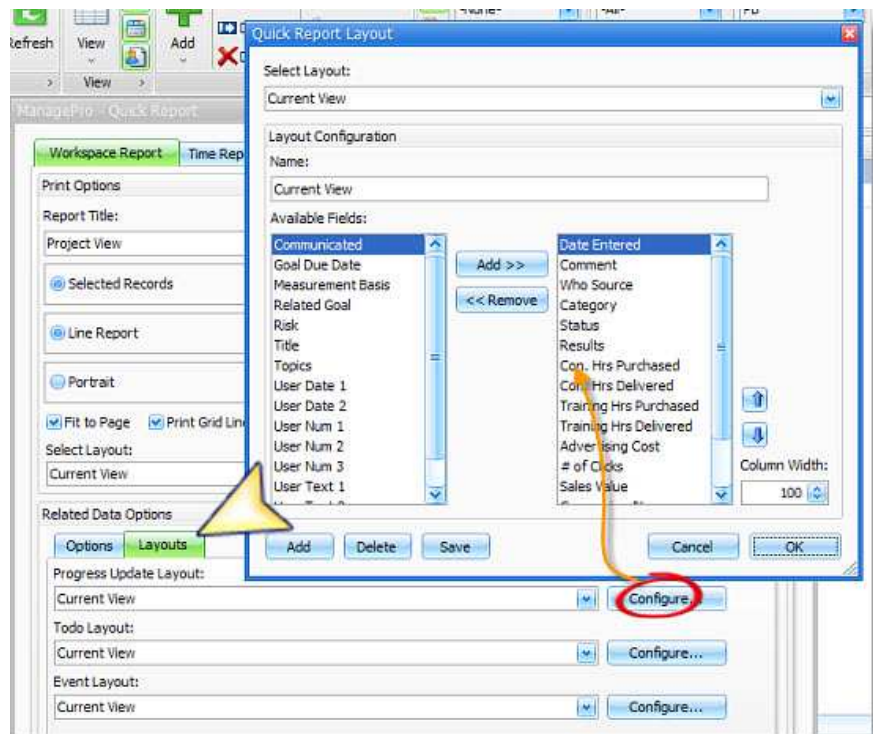 -None-
-All-
Refresh
View
Add
> View >
Quick Report Layout
Select Layout:
Current View
Layout Configuration
Name:
Current View
Available Fields:
Communicated
Goal Due Date
Measurement Basis
Related Goal
Risk
Title
Topics
User Date 1
User Date 2
User Num 1
User Num 2
User Num 3
User Text 1
Add >>
<< Remove
Date Entered
Comment
Who Source
Category
Status
Results
Con. Hrs Purchased
Con. Hrs Delivered
Training Hrs Purchased
Training Hrs Delivered
Advertising Cost
# of Clicks
Sales Value
Column Width:
100
Add Delete Save Cancel OK
ManagePro - Quick Report
Workspace Report Time Rep
Print Options
Report Title:
Project View
Selected Records
Line Report
Portrait
Fit to Page Print Grid Line
Select Layout:
Current View
Related Data Options
Options Layouts
Progress Update Layout:
Current View Configure...
Todo Layout:
Current View Configure...
Event Layout:
Current View Configure...